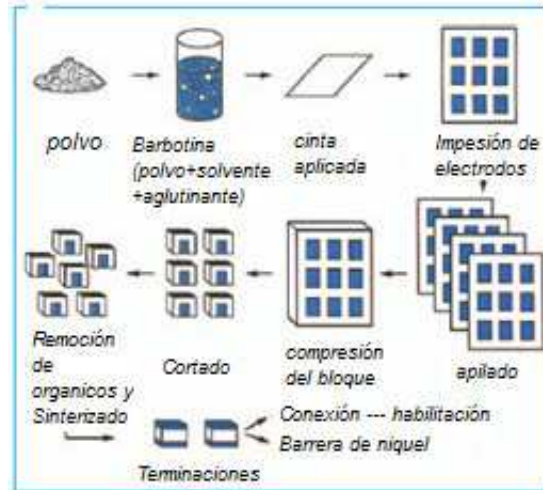 polvo
Barbotina
(polvo+solvente
+aglutinante)
cinta
aplicada
Impesión de
electrodos
apilado
compresión
del bloque
Cortado
Remoción
de
organicos y
Sinterizado
Terminaciones
Conexión --- habilitación
Barrera de niquel